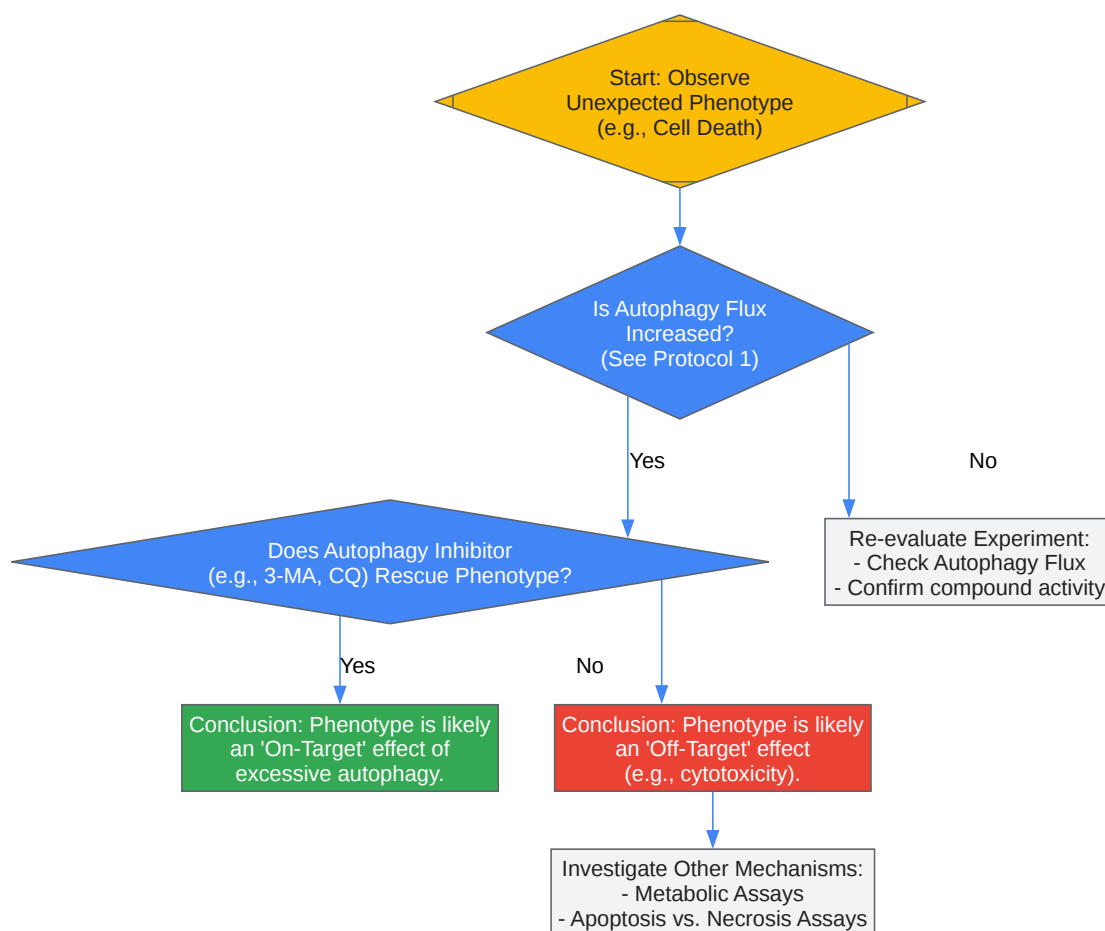 Start: Observe
Unexpected Phenotype
(e.g., Cell Death)
Is Autophagy Flux
Increased?
(See Protocol 1)
Yes
No
Re-evaluate Experiment:
- Check Autophagy Flux
- Confirm compound activity
Does Autophagy Inhibitor
(e.g., 3-MA, CQ) Rescue Phenotype?
Yes
No
Conclusion: Phenotype is likely
an 'On-Target' effect of
excessive autophagy.
Conclusion: Phenotype is likely
an 'Off-Target' effect
(e.g., cytotoxicity).
Investigate Other Mechanisms:
- Metabolic Assays
- Apoptosis vs. Necrosis Assays